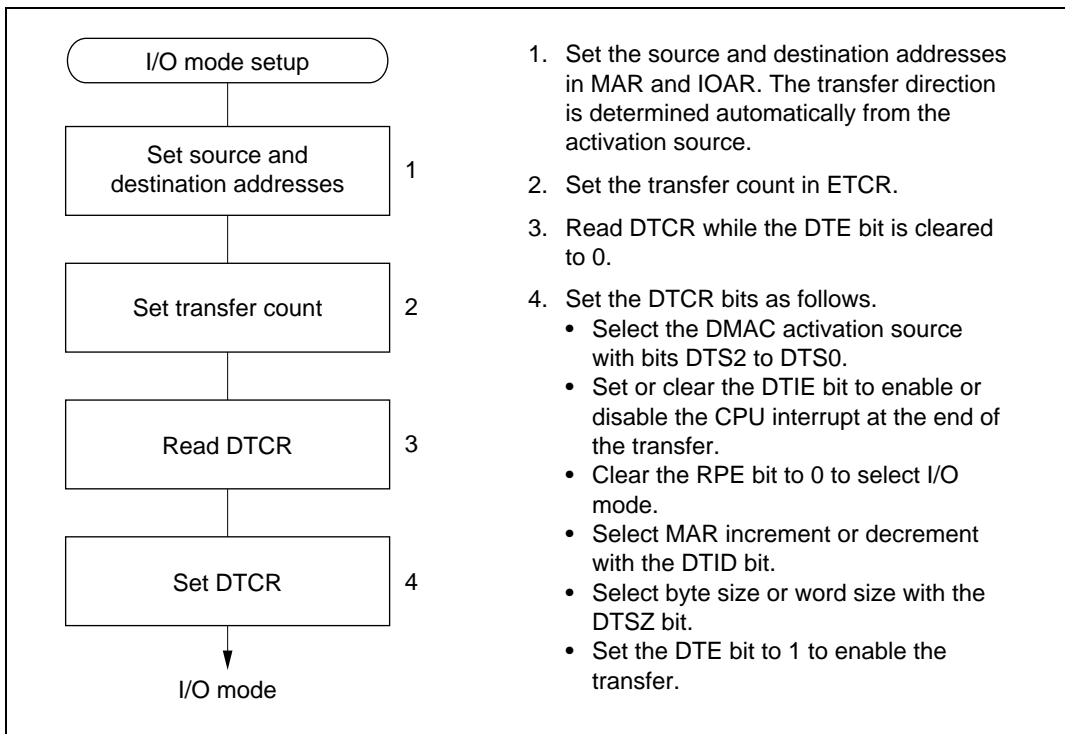 I/O mode setup
Set source and
destination addresses
1
Set transfer count
2
Read DTCR
3
Set DTCR
4
I/O mode
1. Set the source and destination addresses
in MAR and IOAR. The transfer direction
is determined automatically from the
activation source.
2. Set the transfer count in ETCR.
3. Read DTCR while the DTE bit is cleared
to 0.
4. Set the DTCR bits as follows.
• Select the DMAC activation source
with bits DTS2 to DTS0.
• Set or clear the DTIE bit to enable or
disable the CPU interrupt at the end of
the transfer.
• Clear the RPE bit to 0 to select I/O
mode.
• Select MAR increment or decrement
with the DTID bit.
• Select byte size or word size with the
DTSZ bit.
• Set the DTE bit to 1 to enable the
transfer.